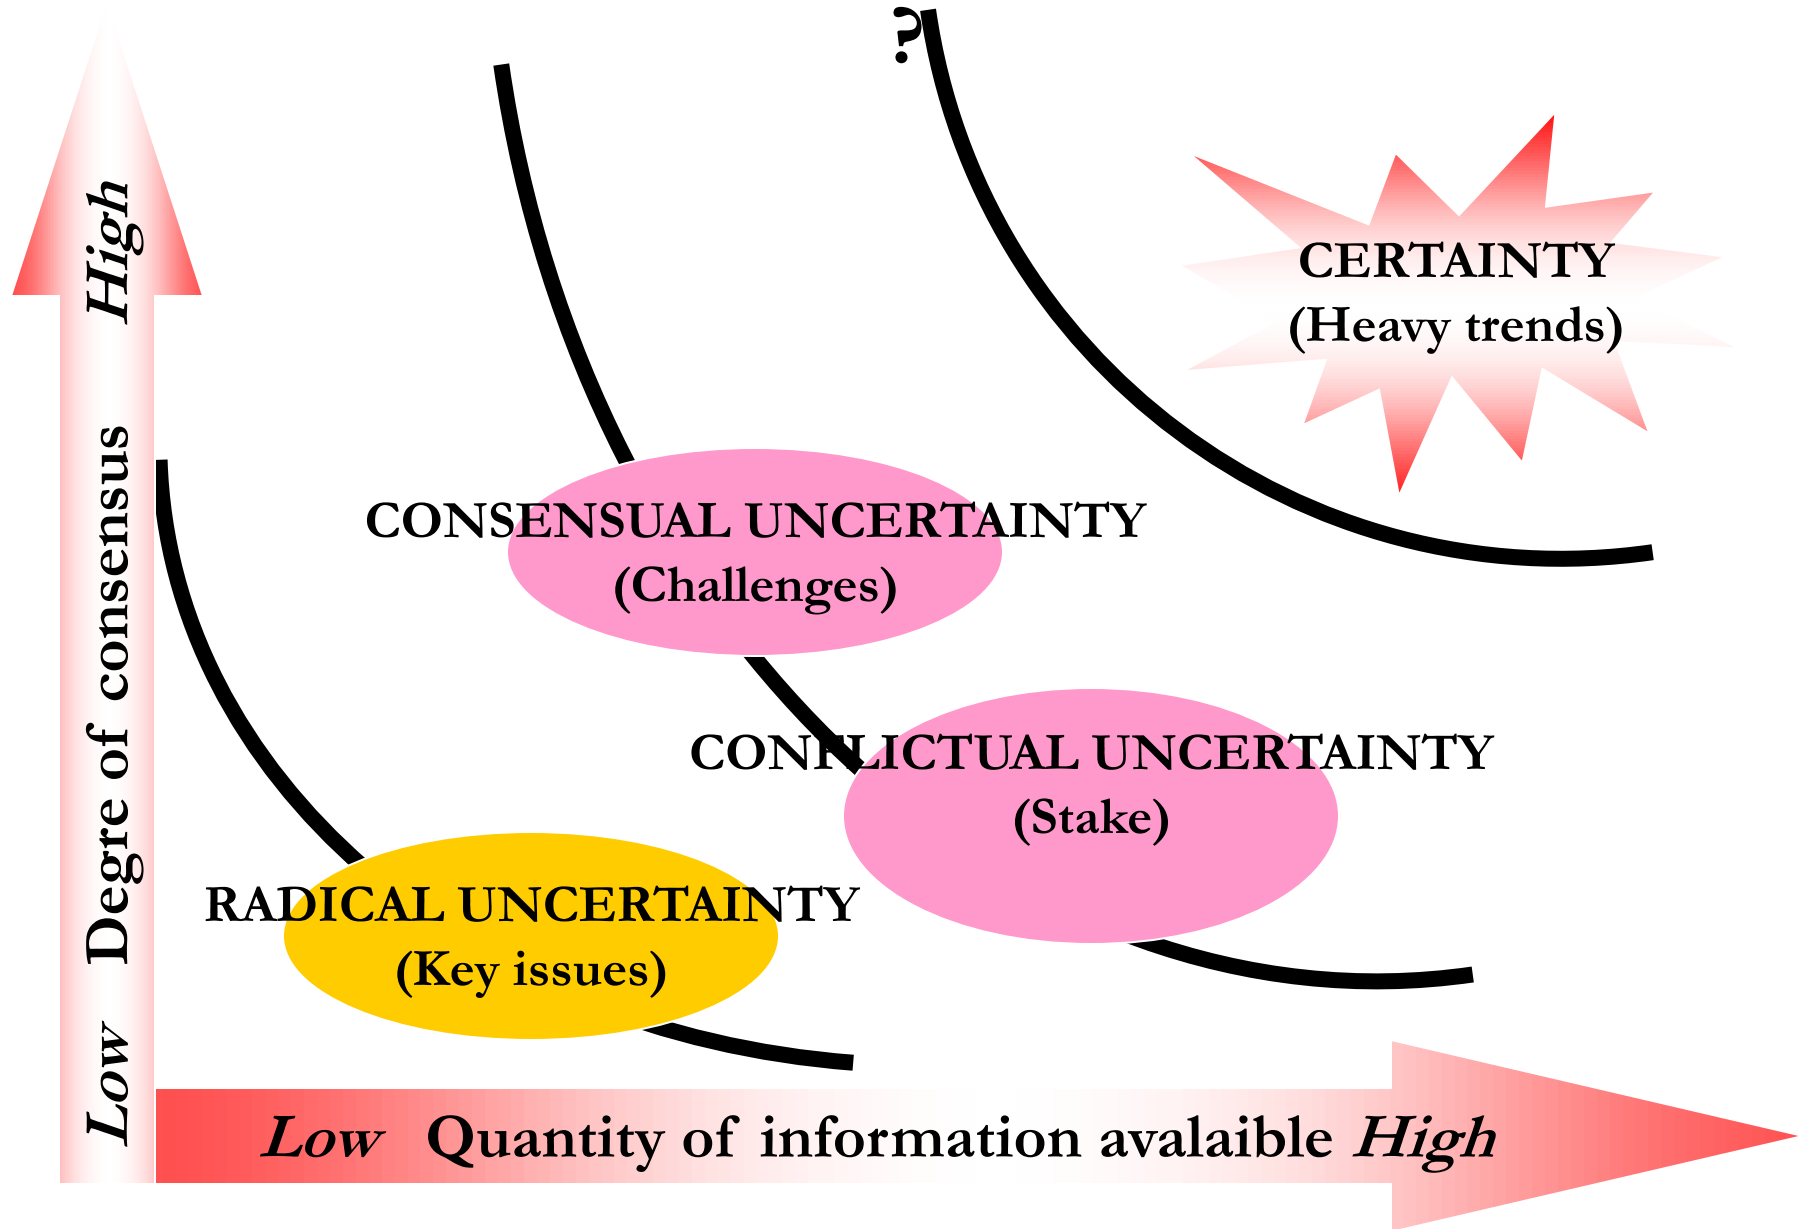 ?
CERTAINTY
(Heavy trends)
CONSENSUAL UNCERTAINTY
(Challenges)
CONFLICTUAL UNCERTAINTY
(Stake)
RADICAL UNCERTAINTY
(Key issues)
Low Degre of consensus High
Low Quantity of information avalaible High